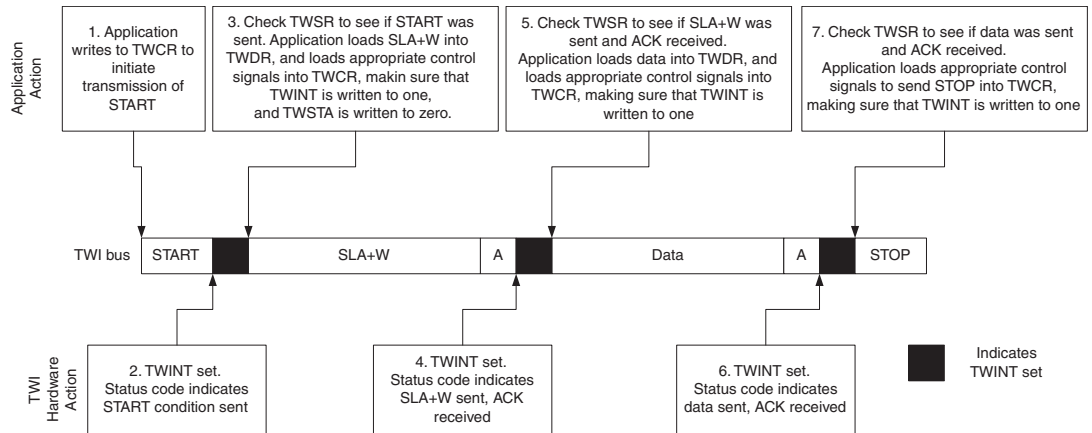 Application
Action
1. Application
writes to TWCR to
initiate
transmission of
START
3. Check TWSR to see if START was
sent. Application loads SLA+W into
TWDR, and loads appropriate control
signals into TWCR, makin sure that
TWINT is written to one,
and TWSTA is written to zero.
5. Check TWSR to see if SLA+W was
sent and ACK received.
Application loads data into TWDR, and
loads appropriate control signals into
TWCR, making sure that TWINT is
written to one
7. Check TWSR to see if data was sent
and ACK received.
Application loads appropriate control
signals to send STOP into TWCR,
making sure that TWINT is written to one
TWI bus
START
SLA+W
A
Data
A
STOP
TWI
Hardware
Action
2. TWINT set.
Status code indicates
START condition sent
4. TWINT set.
Status code indicates
SLA+W sent, ACK
received
6. TWINT set.
Status code indicates
data sent, ACK received
Indicates
TWINT set